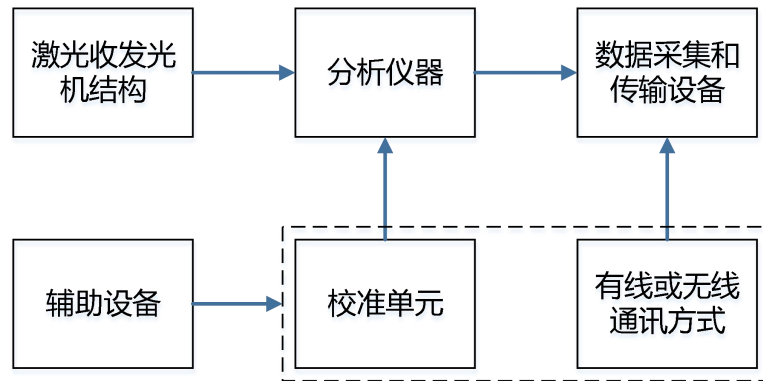 激光收发光
机结构
分析仪器
数据采集和
传输设备
辅助设备
校准单元
有线或无线
通讯方式